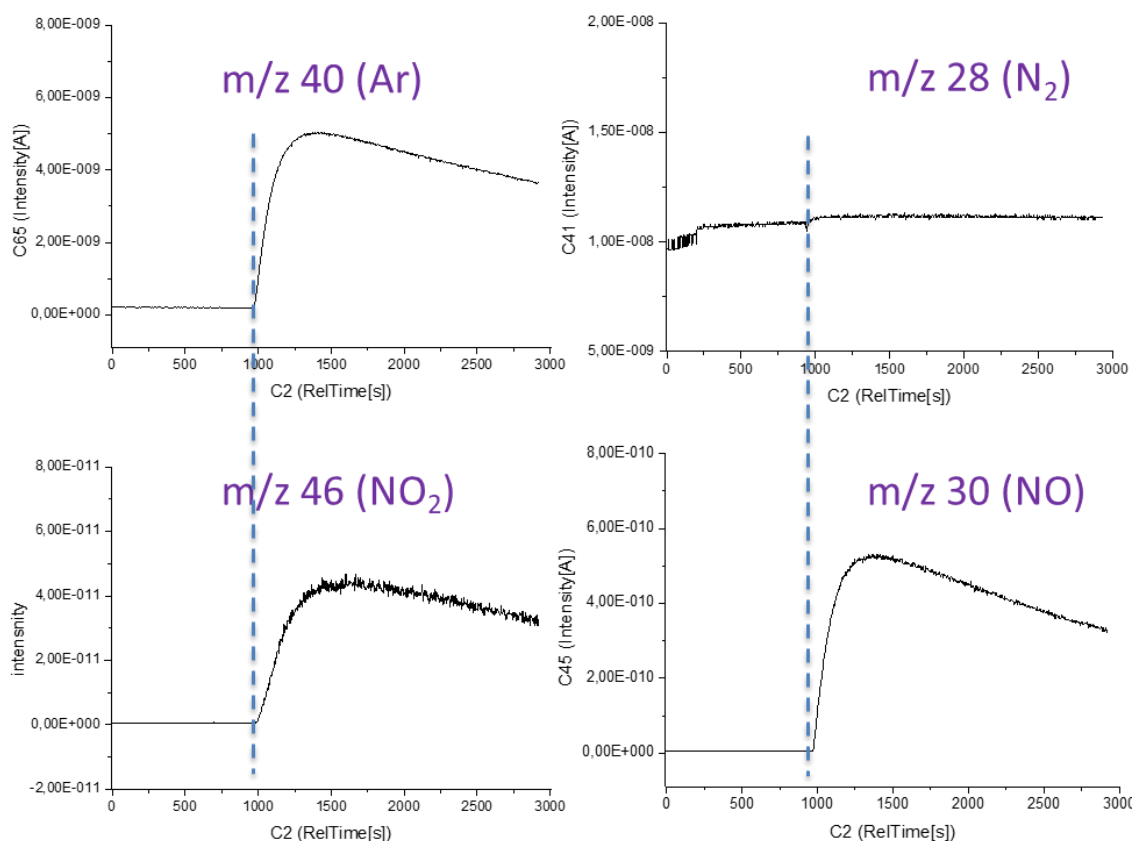 m/z 40 (Ar)
C65 (Intensity[A])
8,00E-009
6,00E-009
4,00E-009
2,00E-009
0,00E+000
0 500 1000 1500 2000 2500 3000
C2 (RelTime[s])
m/z 28 (N₂)
C41 (Intensity[A])
2,00E-008
1,50E-008
1,00E-008
5,00E-009
0 500 1000 1500 2000 2500 3000
C2 (RelTime[s])
m/z 46 (NO₂)
intensnity
8,00E-011
6,00E-011
4,00E-011
2,00E-011
0,00E+000
-2,00E-011
0 500 1000 1500 2000 2500 3000
C2 (RelTime[s])
m/z 30 (NO)
C45 (Intensity[A])
8,00E-010
6,00E-010
4,00E-010
2,00E-010
0,00E+000
0 500 1000 1500 2000 2500 3000
C2 (RelTime[s])